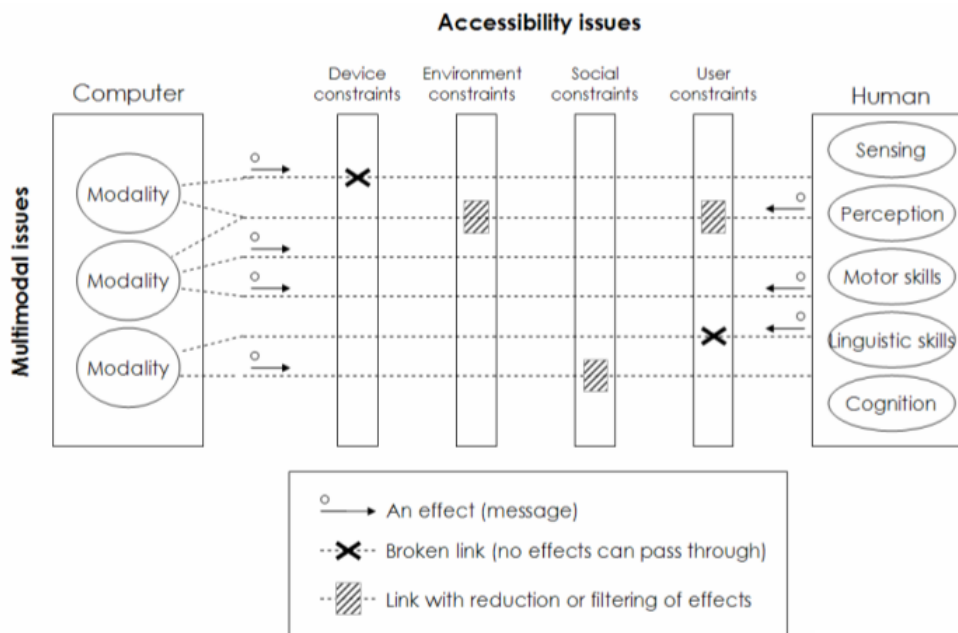 Accessibility issues
Device
constraints
Environment
constraints
Social
constraints
User
constraints
Computer
Human
Multimodal issues
Modality
Modality
Modality
Sensing
Perception
Motor skills
Linguistic skills
Cognition
An effect (message)
Broken link (no effects can pass through)
Link with reduction or filtering of effects